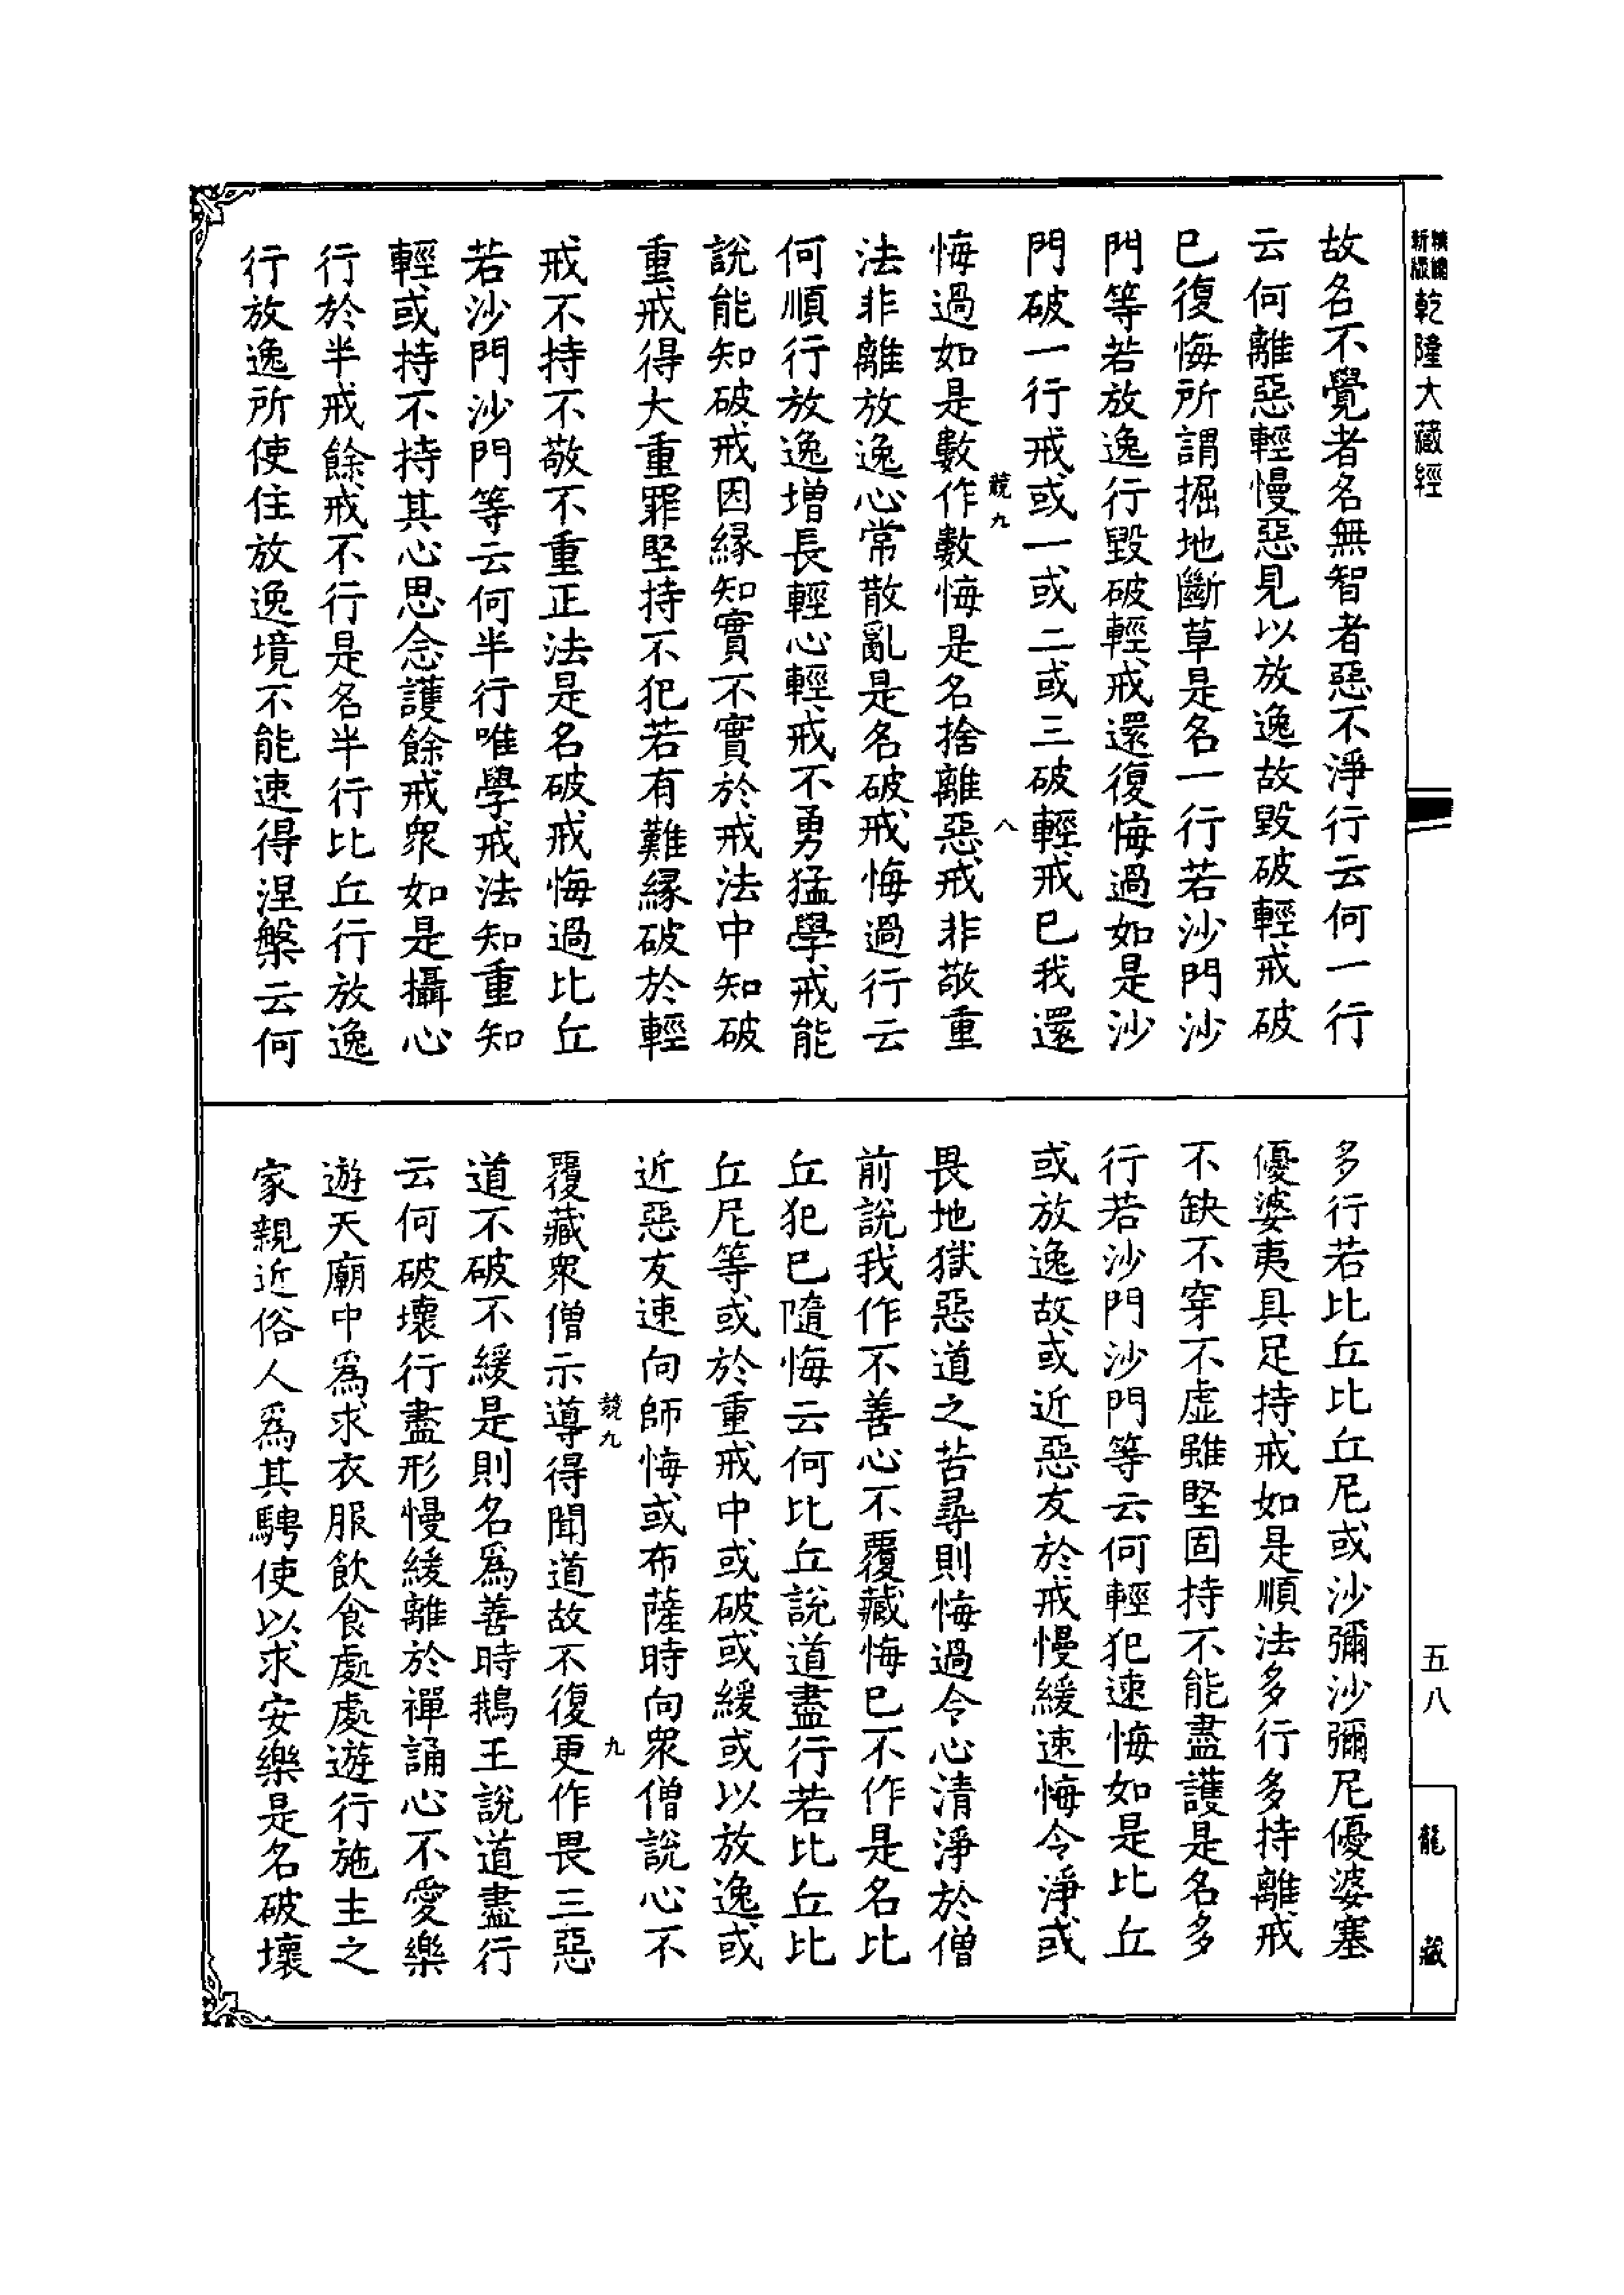 精繪
新版
乾隆大藏經
故名不覺者名無智者惡不淨行云何一行
云何離惡輕慢惡見以放逸故毀破輕戒破
已復悔所謂掘地斷草是名一行若沙門沙
門等若放逸行毀破輕戒還復悔過如是沙
門破一行戒或一或二或三破輕戒已我還
競九
八
悔過如是數作數悔是名捨離惡戒非敬重
法非離放逸心常散亂是名破戒悔過行云
何順行放逸增長輕心輕戒不勇猛學戒能
說能知破戒因緣知實不實於戒法中知破
重戒得大重罪堅持不犯若有難緣破於輕
戒不持不敬不重正法是名破戒悔過比丘
若沙門沙門等云何半行唯學戒法知重知
輕或持不持其心思念護餘戒眾如是攝心
行於半戒餘戒不行是名半行比丘行放逸
行放逸所使住放逸境不能速得涅槃云何
多行若比丘比丘尼或沙彌沙彌尼優婆塞
優婆夷具足持戒如是順法多行多持離戒
不缺不穿不虛雖堅固持不能盡護是名多
行若沙門沙門等云何輕犯速悔如是比丘
或放逸故或近惡友於戒慢緩速悔令淨或
畏地獄惡道之苦尋則悔過令心清淨於僧
前說我作不善心不覆藏悔已不作是名比
丘犯已隨悔云何比丘說道盡行若比丘比
丘尼等或於重戒中或破或緩或以放逸或
近惡友速向師悔或布薩時向眾僧說心不
競九
九
覆藏眾僧示導得聞道故不復更作畏三惡
道不破不緩是則名爲善時鵝王說道盡行
云何破壞行盡形慢緩離於禪誦心不愛樂
遊天廟中爲求衣服飲食處處遊行施主之
家親近俗人爲其騁使以求安樂是名破壞
五八
龍藏